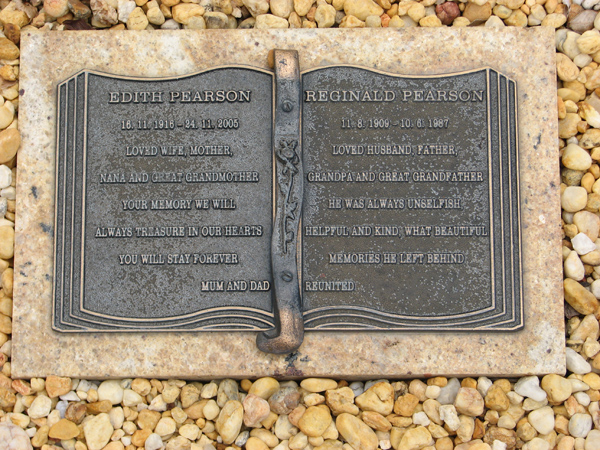 EDITH PEARSON
16. 11. 1916 - 24. 11. 2005
LOVED WIFE, MOTHER,
NANA AND GREAT GRANDMOTHER
YOUR MEMORY WE WILL
ALWAYS TREASURE IN OUR HEARTS
YOU WILL STAY FOREVER
REGINALD PEARSON
11. 8. 1909 - 10. 6. 1987
LOVED HUSBAND, FATHER,
GRANDPA AND GREAT GRANDFATHER
HE WAS ALWAYS UNSELFISH,
HELPFUL AND KIND, WHAT BEAUTIFUL
MEMORIES HE LEFT BEHIND
MUM AND DAD REUNITED